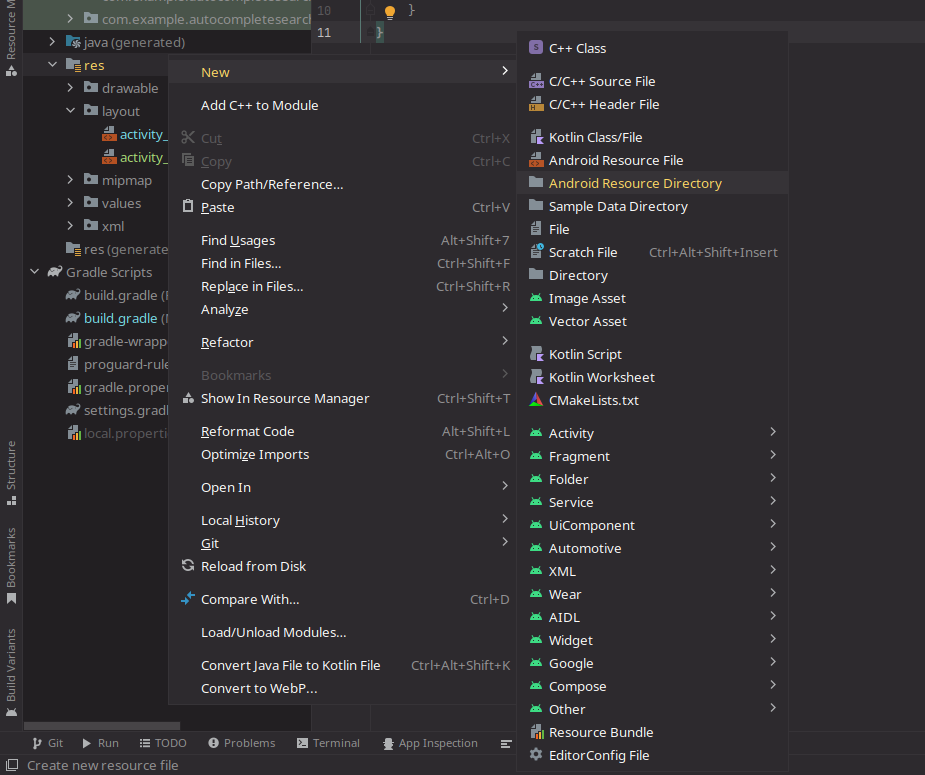 Resource M
com.example.autocompletesearch
java (generated)
res
drawable
layout
activity_
activity_
mipmap
values
xml
res (generate
Gradle Scripts
build.gradle (
build.gradle (
gradle-wrapp
proguard-rule
gradle.proper
settings.gradl
local.properti
Structure
Bookmarks
Build Variants
10 }
11 }
New
Add C++ to Module
Cut Ctrl+X
Copy Ctrl+C
Copy Path/Reference...
Paste Ctrl+V
Find Usages Alt+Shift+7
Find in Files... Ctrl+Shift+F
Replace in Files... Ctrl+Shift+R
Analyze
Refactor
Bookmarks
Show In Resource Manager Ctrl+Shift+T
Reformat Code Alt+Shift+L
Optimize Imports Ctrl+Alt+O
Open In
Local History
Git
Reload from Disk
Compare With... Ctrl+D
Load/Unload Modules...
Convert Java File to Kotlin File Ctrl+Alt+Shift+K
Convert to WebP...
C++ Class
C/C++ Source File
C/C++ Header File
Kotlin Class/File
Android Resource File
Android Resource Directory
Sample Data Directory
File
Scratch File Ctrl+Alt+Shift+Insert
Directory
Image Asset
Vector Asset
Kotlin Script
Kotlin Worksheet
CMakeLists.txt
Activity
Fragment
Folder
Service
UiComponent
Automotive
XML
Wear
AIDL
Widget
Google
Compose
Other
Resource Bundle
EditorConfig File
Git Run TODO Problems Terminal App Inspection
Create new resource file